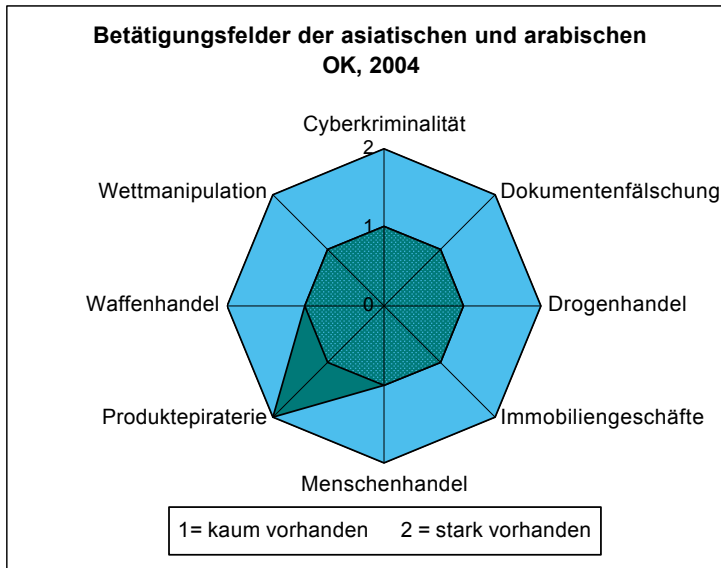 Betätigungsfelder der asiatischen und arabischen
OK, 2004
Cyberkriminalität
2
Wettmanipulation
Dokumentenfälschung
1
Waffenhandel
0
Drogenhandel
Produktepiraterie
Immobiliengeschäfte
Menschenhandel
1= kaum vorhanden 2 = stark vorhanden